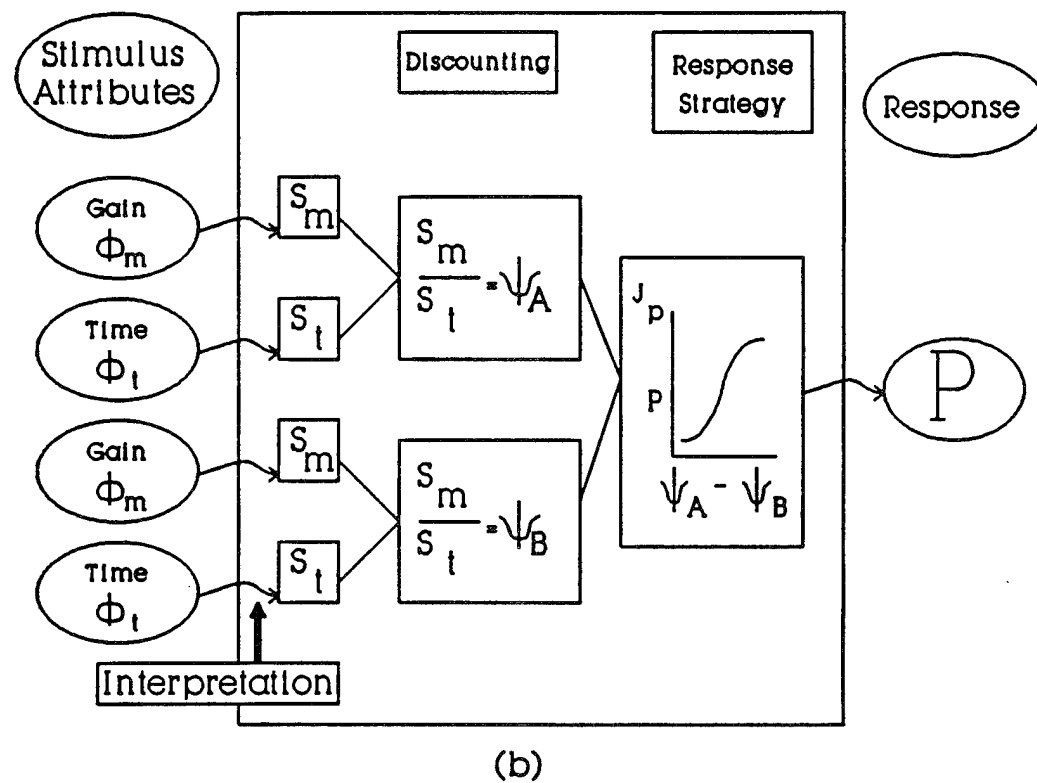 Stimulus
Attributes
Discounting
Response
Strategy
Response
Gain
ϕm
Sm
Time
ϕt
St
Sm
St
= ψA
Gain
ϕm
Sm
Time
ϕt
St
Sm
St
= ψB
Jp
p
ψA - ψB
P
Interpretation
(b)